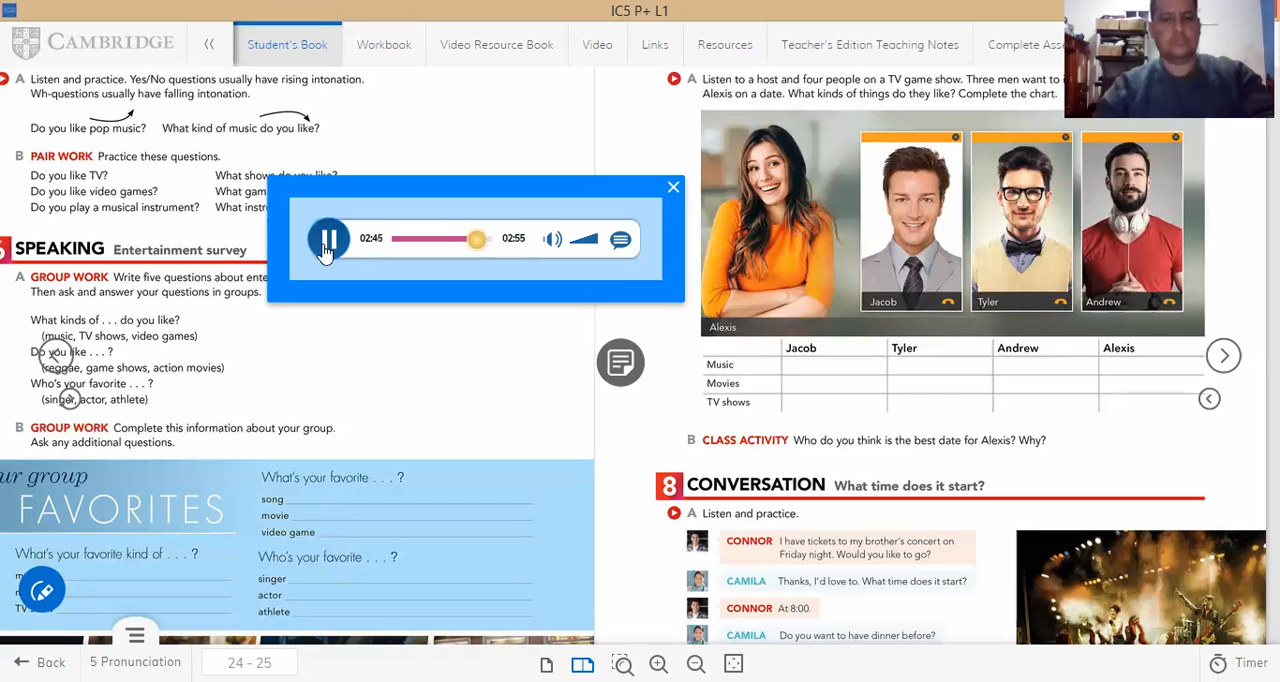 IC5 P+ L1
CAMBRIDGE
Student's Book
Workbook
Video Resource Book
Video
Links
Resources
Teacher's Edition Teaching Notes
Complete Asse
A Listen and practice. Yes/No questions usually have rising intonation.
Wh-questions usually have falling intonation.
Do you like pop music? What kind of music do you like?
B PAIR WORK Practice these questions.
Do you like TV? What shows do you like?
Do you like video games? What gam
Do you play a musical instrument? What instr
02:45
02:55
SPEAKING Entertainment survey
A GROUP WORK Write five questions about ente
Then ask and answer your questions in groups.
What kinds of . . . do you like?
(music, TV shows, video games)
Do you like . . . ?
(reggae, game shows, action movies)
Who's your favorite . . . ?
(singer, actor, athlete)
B GROUP WORK Complete this information about your group.
Ask any additional questions.
ur group
FAVORITES
What's your favorite kind of . . . ?
m
TV
What's your favorite . . . ?
song
movie
video game
Who's your favorite . . . ?
singer
actor
athlete
A Listen to a host and four people on a TV game show. Three men want to i
Alexis on a date. What kinds of things do they like? Complete the chart.
Alexis
Jacob
Tyler
Andrew
Jacob Tyler Andrew Alexis
Music
Movies
TV shows
B CLASS ACTIVITY Who do you think is the best date for Alexis? Why?
8 CONVERSATION What time does it start?
A Listen and practice.
CONNOR I have tickets to my brother's concert on
Friday night. Would you like to go?
CAMILA Thanks, I'd love to. What time does it start?
CONNOR At 8:00.
CAMILA Do you want to have dinner before?
Back
5 Pronunciation
24 - 25
Timer